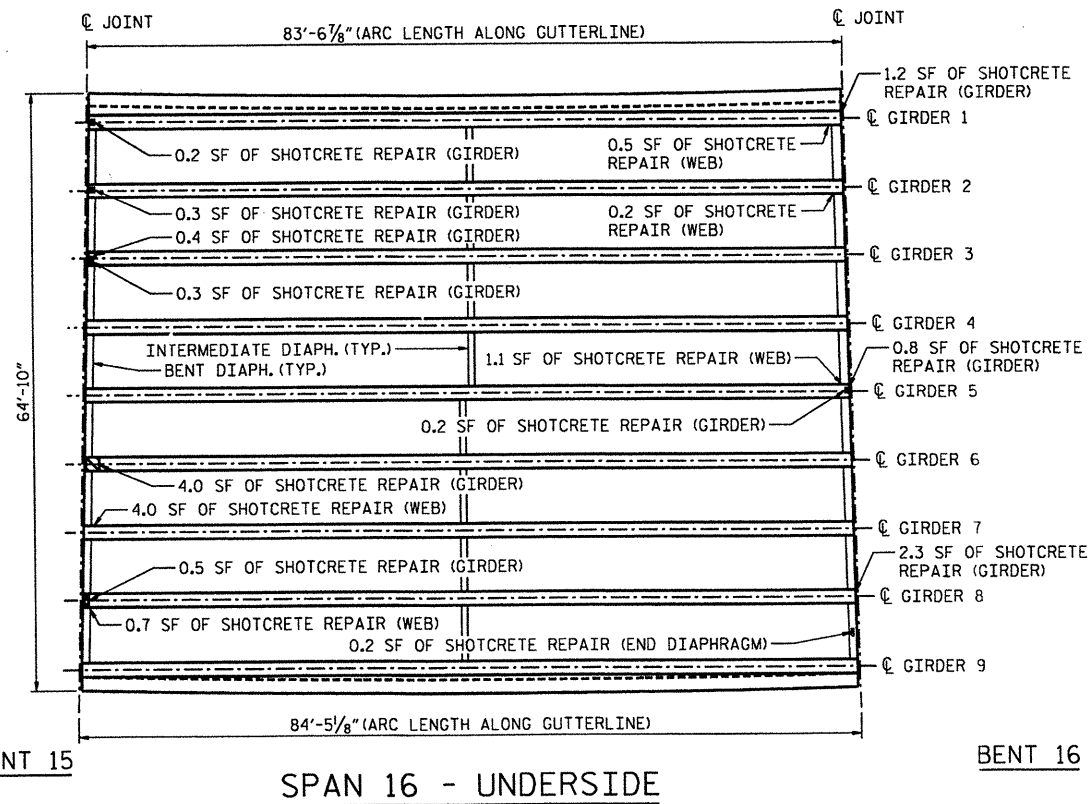 ℄ JOINT
℄ JOINT
83'-6⅞" (ARC LENGTH ALONG GUTTERLINE)
1.2 SF OF SHOTCRETE
REPAIR (GIRDER)
℄ GIRDER 1
0.2 SF OF SHOTCRETE REPAIR (GIRDER)
0.5 SF OF SHOTCRETE
REPAIR (WEB)
℄ GIRDER 2
0.3 SF OF SHOTCRETE REPAIR (GIRDER)
0.2 SF OF SHOTCRETE
REPAIR (WEB)
0.4 SF OF SHOTCRETE REPAIR (GIRDER)
℄ GIRDER 3
0.3 SF OF SHOTCRETE REPAIR (GIRDER)
℄ GIRDER 4
INTERMEDIATE DIAPH. (TYP.)
BENT DIAPH. (TYP.)
1.1 SF OF SHOTCRETE REPAIR (WEB)
0.8 SF OF SHOTCRETE
REPAIR (GIRDER)
64'-10"
℄ GIRDER 5
0.2 SF OF SHOTCRETE REPAIR (GIRDER)
℄ GIRDER 6
4.0 SF OF SHOTCRETE REPAIR (GIRDER)
4.0 SF OF SHOTCRETE REPAIR (WEB)
℄ GIRDER 7
2.3 SF OF SHOTCRETE
REPAIR (GIRDER)
0.5 SF OF SHOTCRETE REPAIR (GIRDER)
℄ GIRDER 8
0.7 SF OF SHOTCRETE REPAIR (WEB)
0.2 SF OF SHOTCRETE REPAIR (END DIAPHRAGM)
℄ GIRDER 9
84'-5⅛" (ARC LENGTH ALONG GUTTERLINE)
NT 15
BENT 16
SPAN 16 - UNDERSIDE